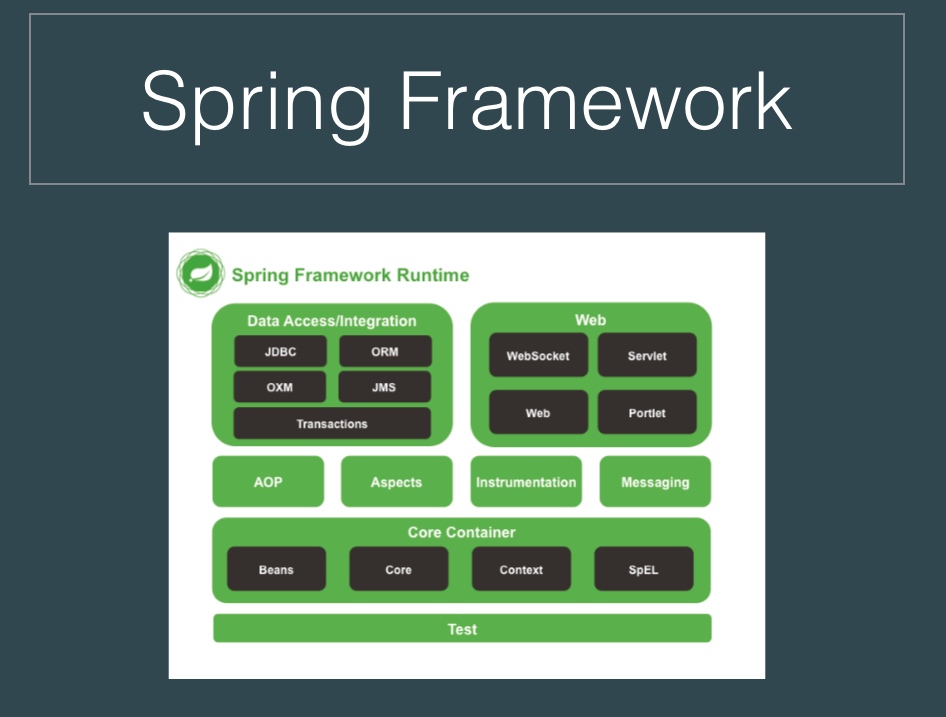 Spring Framework
Spring Framework Runtime
Data Access/Integration
JDBC ORM
OXM JMS
Transactions
Web
WebSocket Servlet
Web Portlet
AOP Aspects Instrumentation Messaging
Core Container
Beans Core Context SpEL
Test